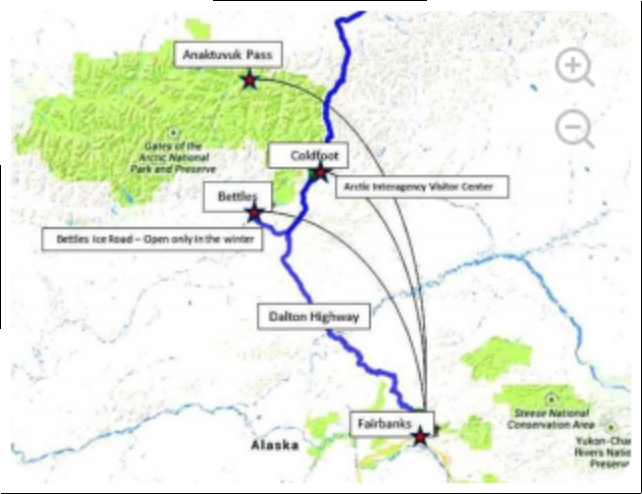 Anaktuvuk Pass
Gates of the
Arctic National
Park and Preserve
Coldfoot
Arctic Interagency Visitor Center
Bettles
Bettles Ice Road – Open only in the winter
Dalton Highway
Fairbanks
Alaska
Steese National
Conservation Area
Yukon-Char
Rivers Natio
Preserv